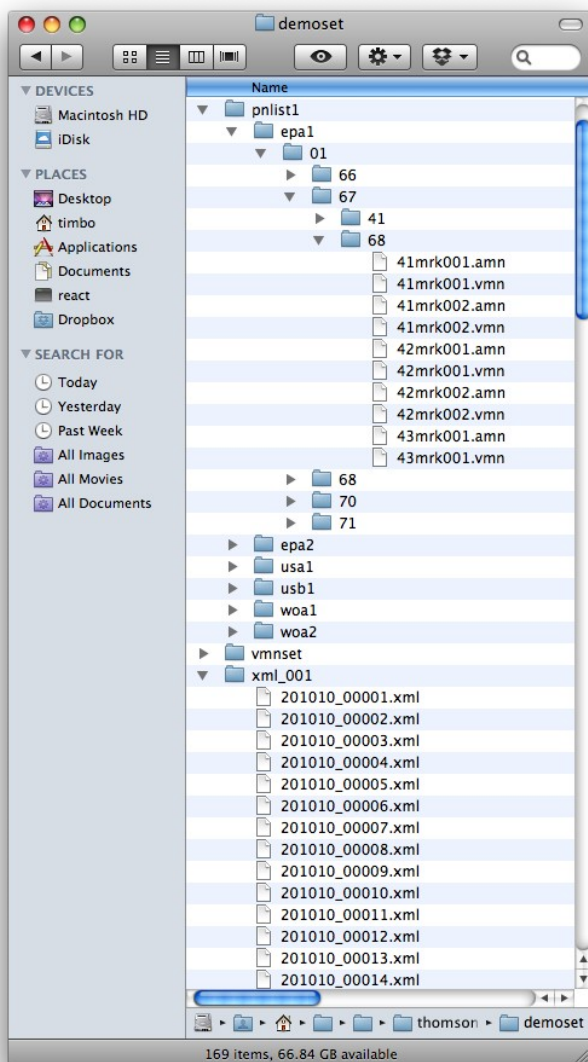 demoset
DEVICES
Macintosh HD
iDisk
PLACES
Desktop
timbo
Applications
Documents
react
Dropbox
SEARCH FOR
Today
Yesterday
Past Week
All Images
All Movies
All Documents
Name
pnlist1
epa1
01
66
67
41
68
41mrk001.amn
41mrk001.vmn
41mrk002.amn
41mrk002.vmn
42mrk001.amn
42mrk001.vmn
42mrk002.amn
42mrk002.vmn
43mrk001.amn
43mrk001.vmn
68
70
71
epa2
usa1
usb1
woa1
woa2
vmnset
xml_001
201010_00001.xml
201010_00002.xml
201010_00003.xml
201010_00004.xml
201010_00005.xml
201010_00006.xml
201010_00007.xml
201010_00008.xml
201010_00009.xml
201010_00010.xml
201010_00011.xml
201010_00012.xml
201010_00013.xml
201010_00014.xml
thomson demoset
169 items, 66.84 GB available